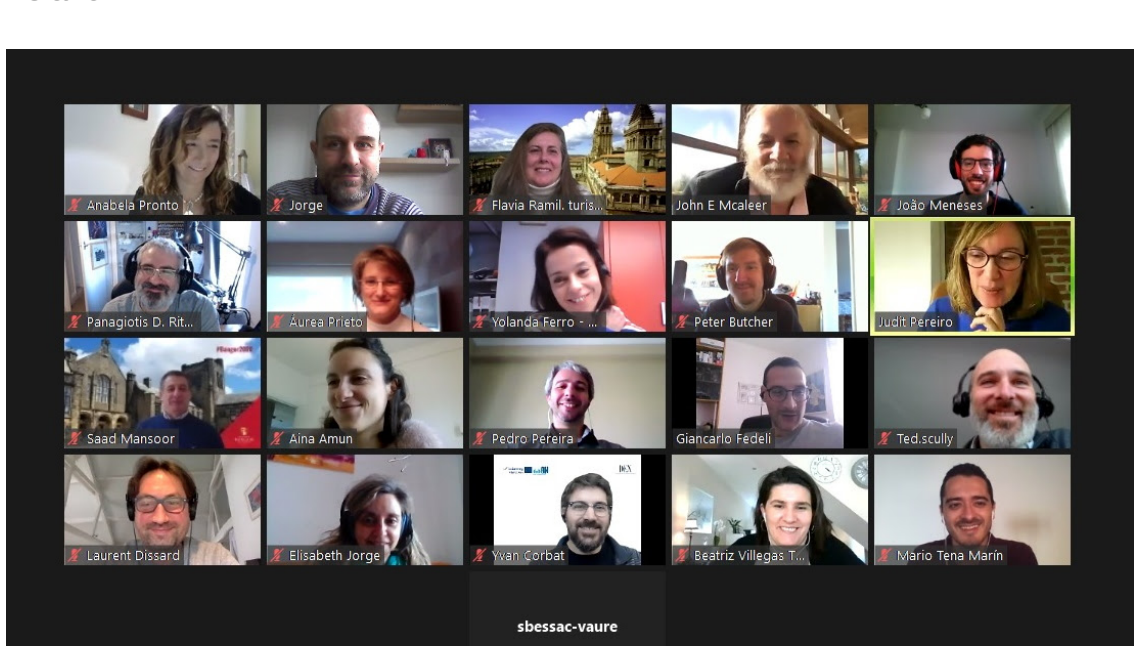 Anabela Pronto
Jorge
Flavia Ramil. turis...
John E Mcaleer
João Meneses
Panagiotis D. Rit...
Aurea Prieto
Yolanda Ferro - ...
Peter Butcher
Judit Pereiro
#Bangor2020
Saad Mansoor
Aina Amun
Pedro Pereira
Giancarlo Fedeli
Ted.scully
Laurent Dissard
Elisabeth Jorge
Yvan Corbat
Beatriz Villegas T...
Mario Tena Marín
sbessac-vaure